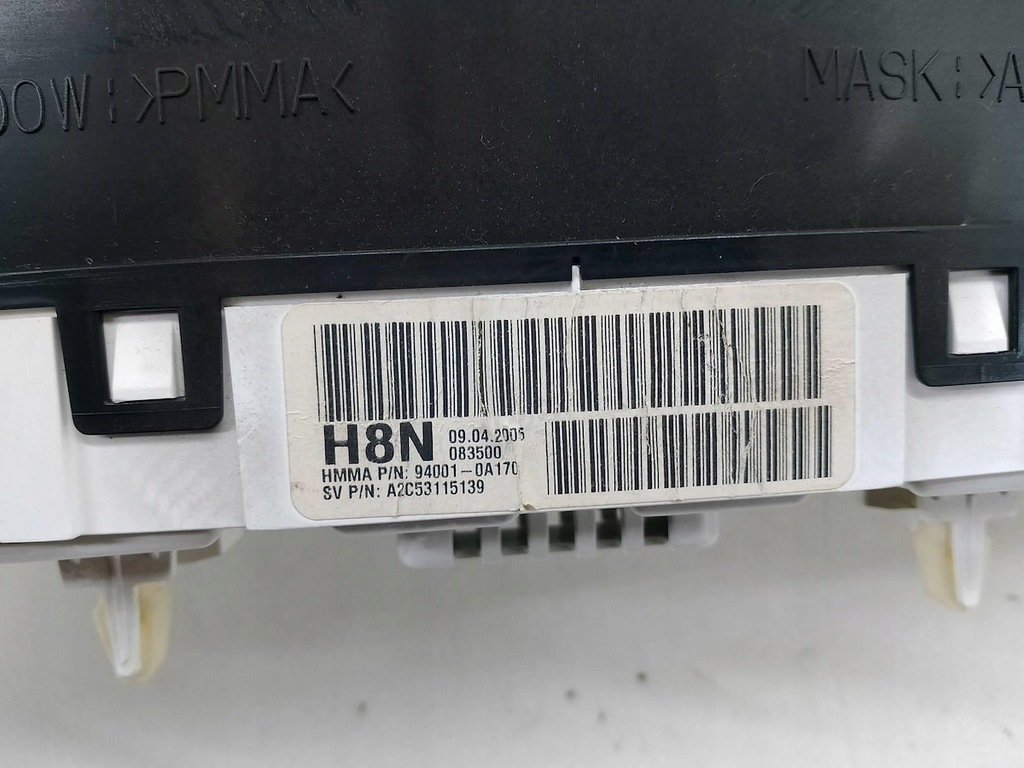 DOW:>PMMA<
MASK:>A
H8N
09.04.2006
083500
HMMA P/N: 94001-0A170
SV P/N: A2C53115139